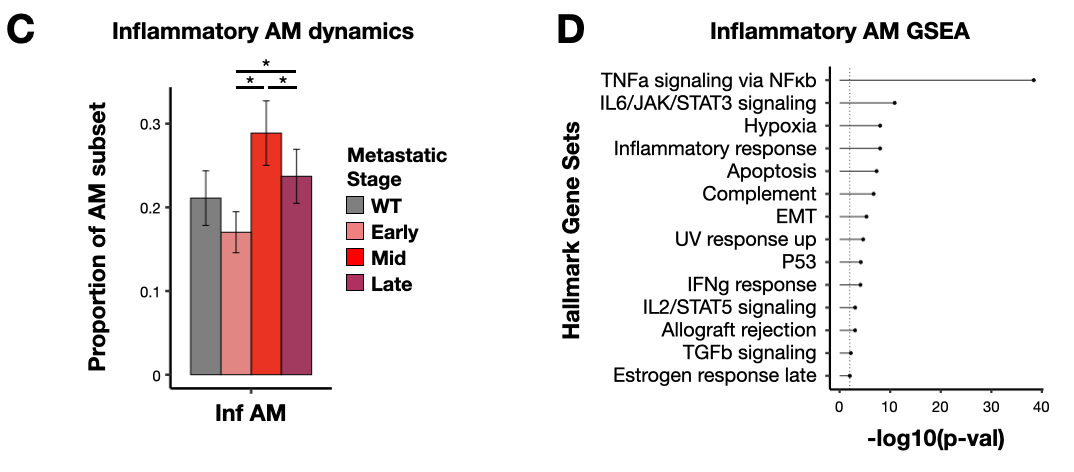 C
Inflammatory AM dynamics
*
* *
Proportion of AM subset
0.3
0.2
0.1
0
Inf AM
Metastatic
Stage
WT
Early
Mid
Late
D
Inflammatory AM GSEA
Hallmark Gene Sets
TNFa signaling via NFκb
IL6/JAK/STAT3 signaling
Hypoxia
Inflammatory response
Apoptosis
Complement
EMT
UV response up
P53
IFNg response
IL2/STAT5 signaling
Allograft rejection
TGFb signaling
Estrogen response late
0 10 20 30 40
-log10(p-val)